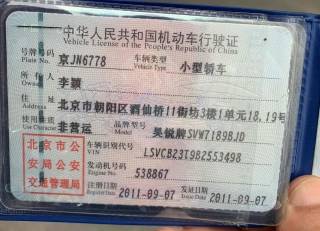 中华人民共和国机动车行驶证
Vehicle License of the People's Republic of China
号牌号码 Plate No. 京JN6778 车辆类型 Vehicle Type 小型轿车
所有人 Owner 李颖
住址 Address 北京市朝阳区酒仙桥11街坊3楼1单元18,19号
使用性质 Use Character 非营运 品牌型号 Model 昊锐牌SVW7189BJD
北京市公安局公安交通管理局
车辆识别代号 VIN LSVCB23T9B2553498
发动机号码 Engine No. 538867
注册日期 Register Date 2011-09-07 发证日期 Issue Date 2011-09-07